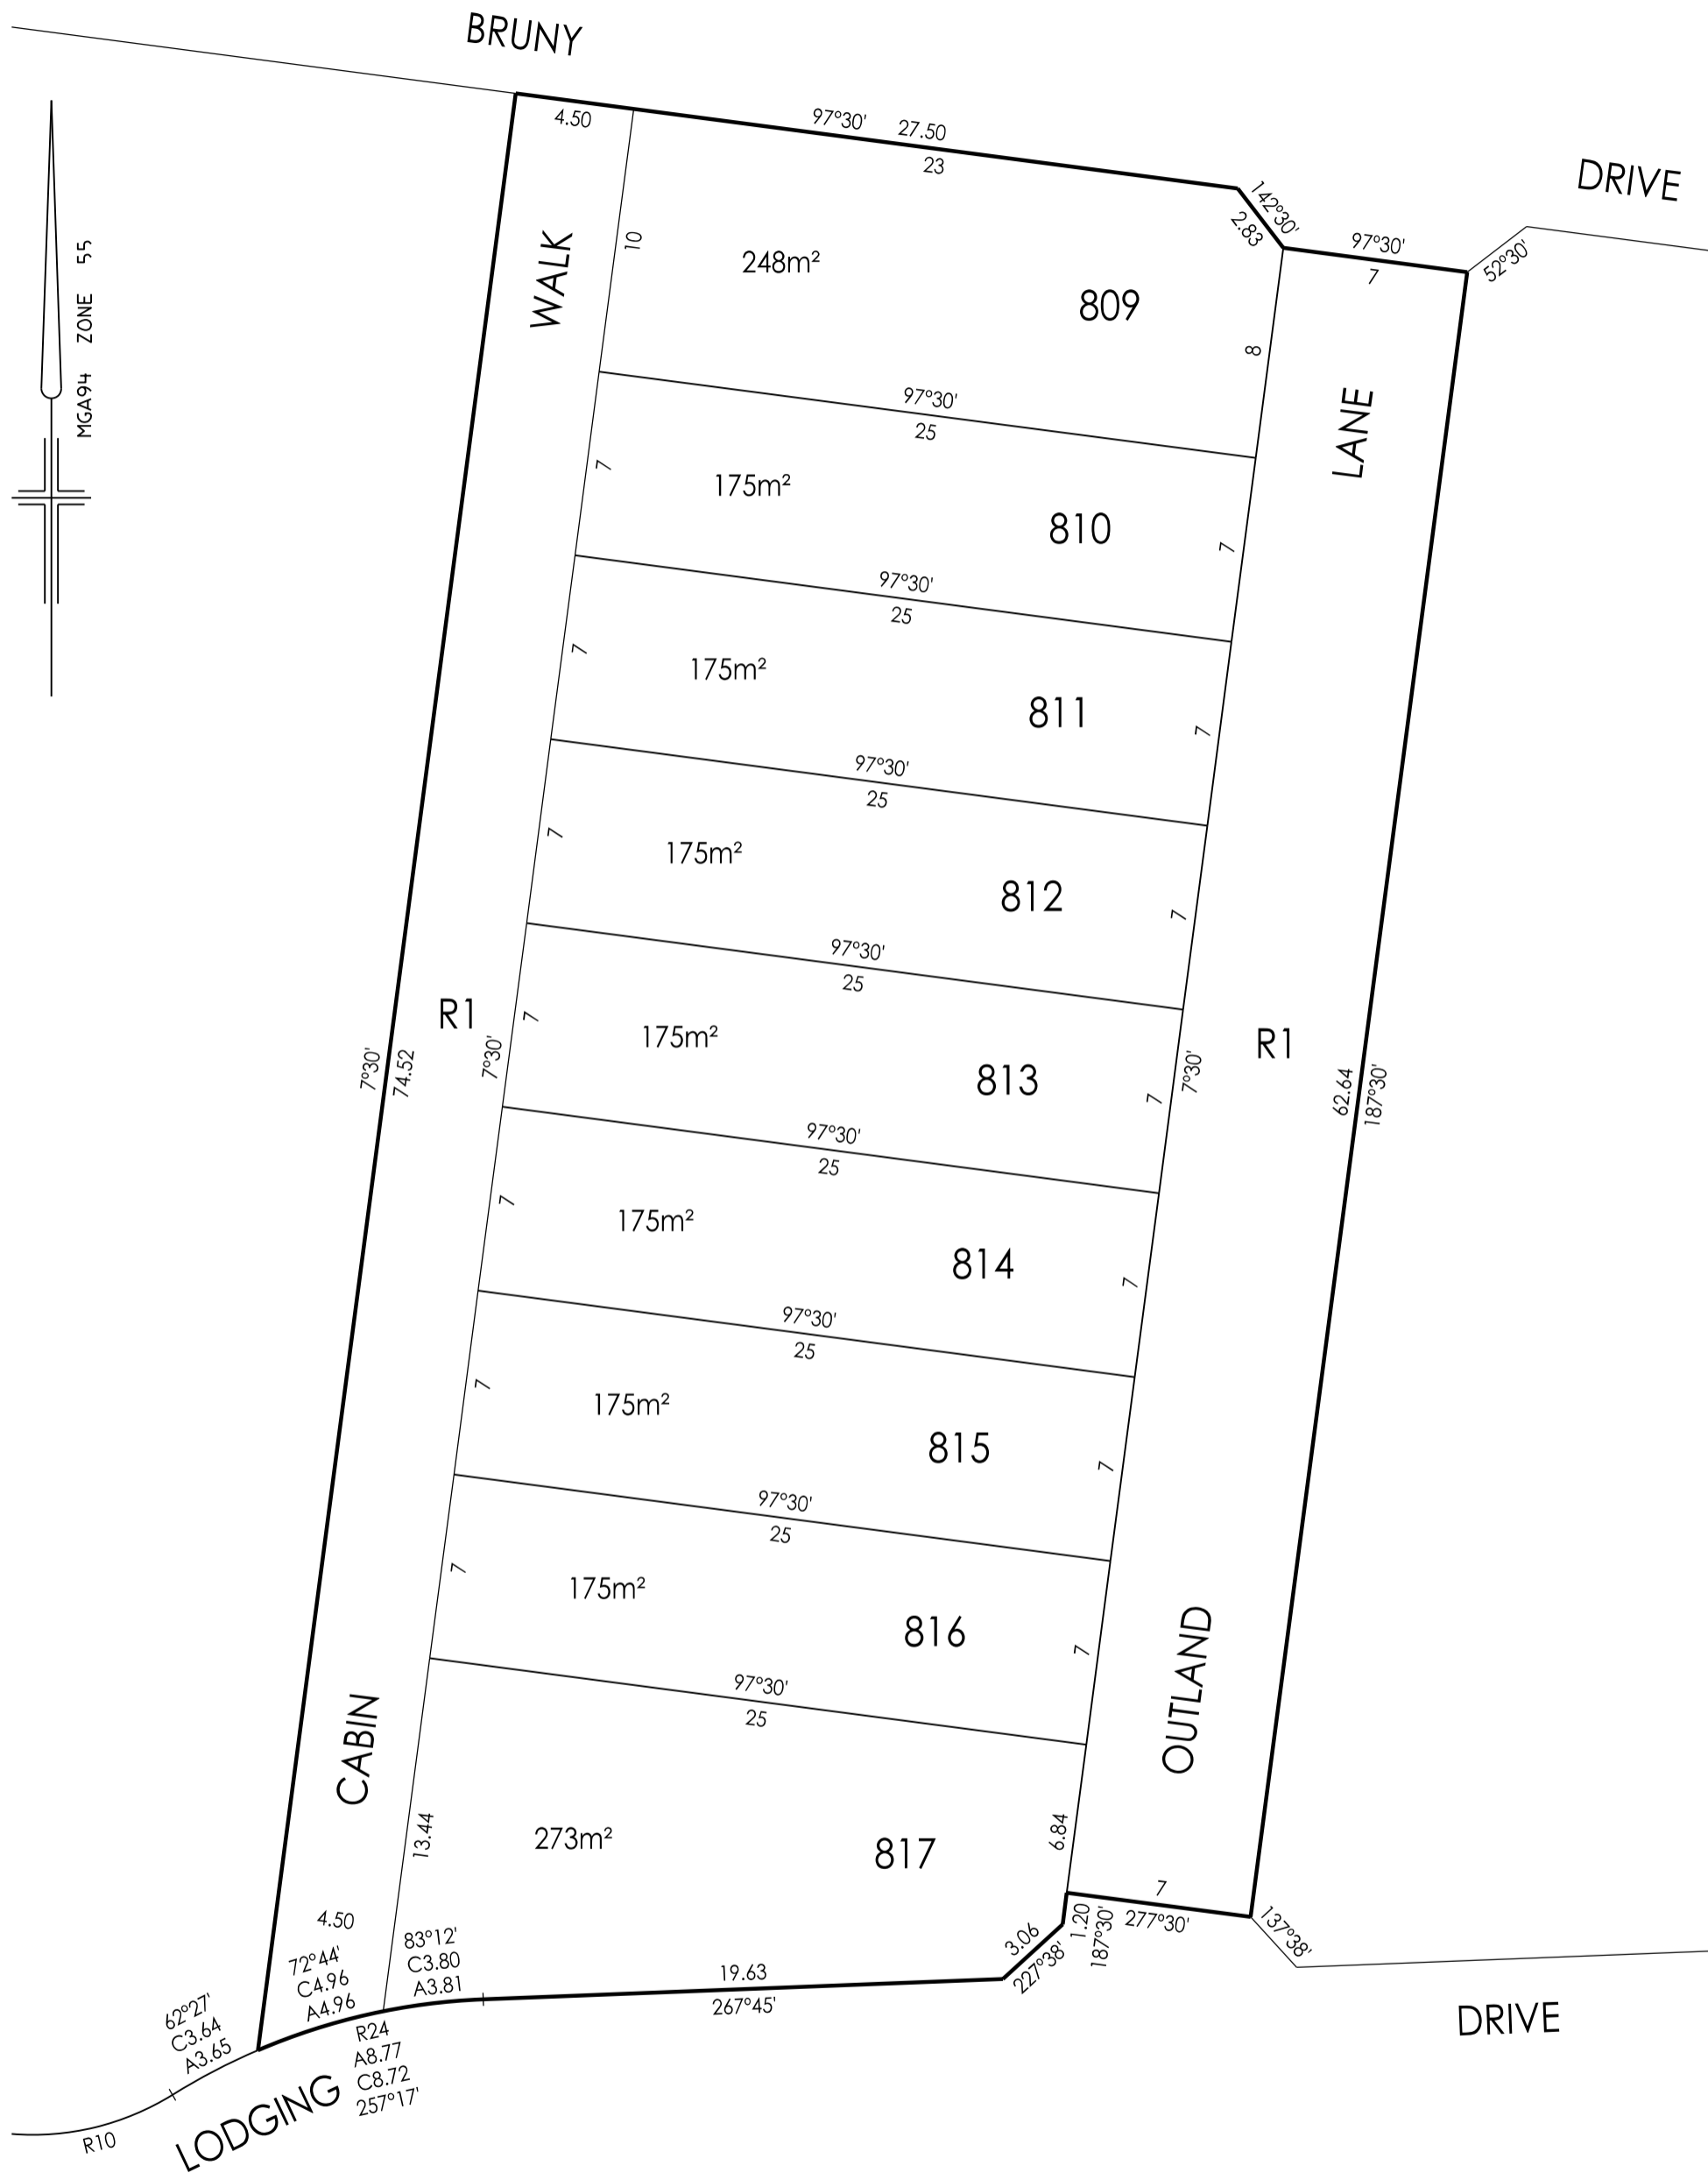 BRUNY
4.50
97°30' 27.50
23
142°30'
2.83
DRIVE
97°30'
7
52°30'
MGA94 ZONE 55
WALK
10
248m²
809
8
LANE
97°30'
25
7
175m²
810
7
97°30'
25
7
175m²
811
7
97°30'
25
7
175m²
812
7
97°30'
25
R1
7
175m²
813
7
R1
7°30'
74.52
7°30'
7°30'
62.64
187°30'
97°30'
25
7
175m²
814
7
97°30'
25
7
175m²
815
7
97°30'
25
7
175m²
816
7
OUTLAND
97°30'
25
CABIN
13.44
273m²
817
6.84
4.50
7
277°30'
137°38'
1.20
187°30'
3.06
227°38'
72°44'
C4.96
A4.96
83°12'
C3.80
A3.81
19.63
267°45'
62°27'
C3.64
A3.65
R24
A8.77
C8.72
257°17'
DRIVE
LODGING
R10